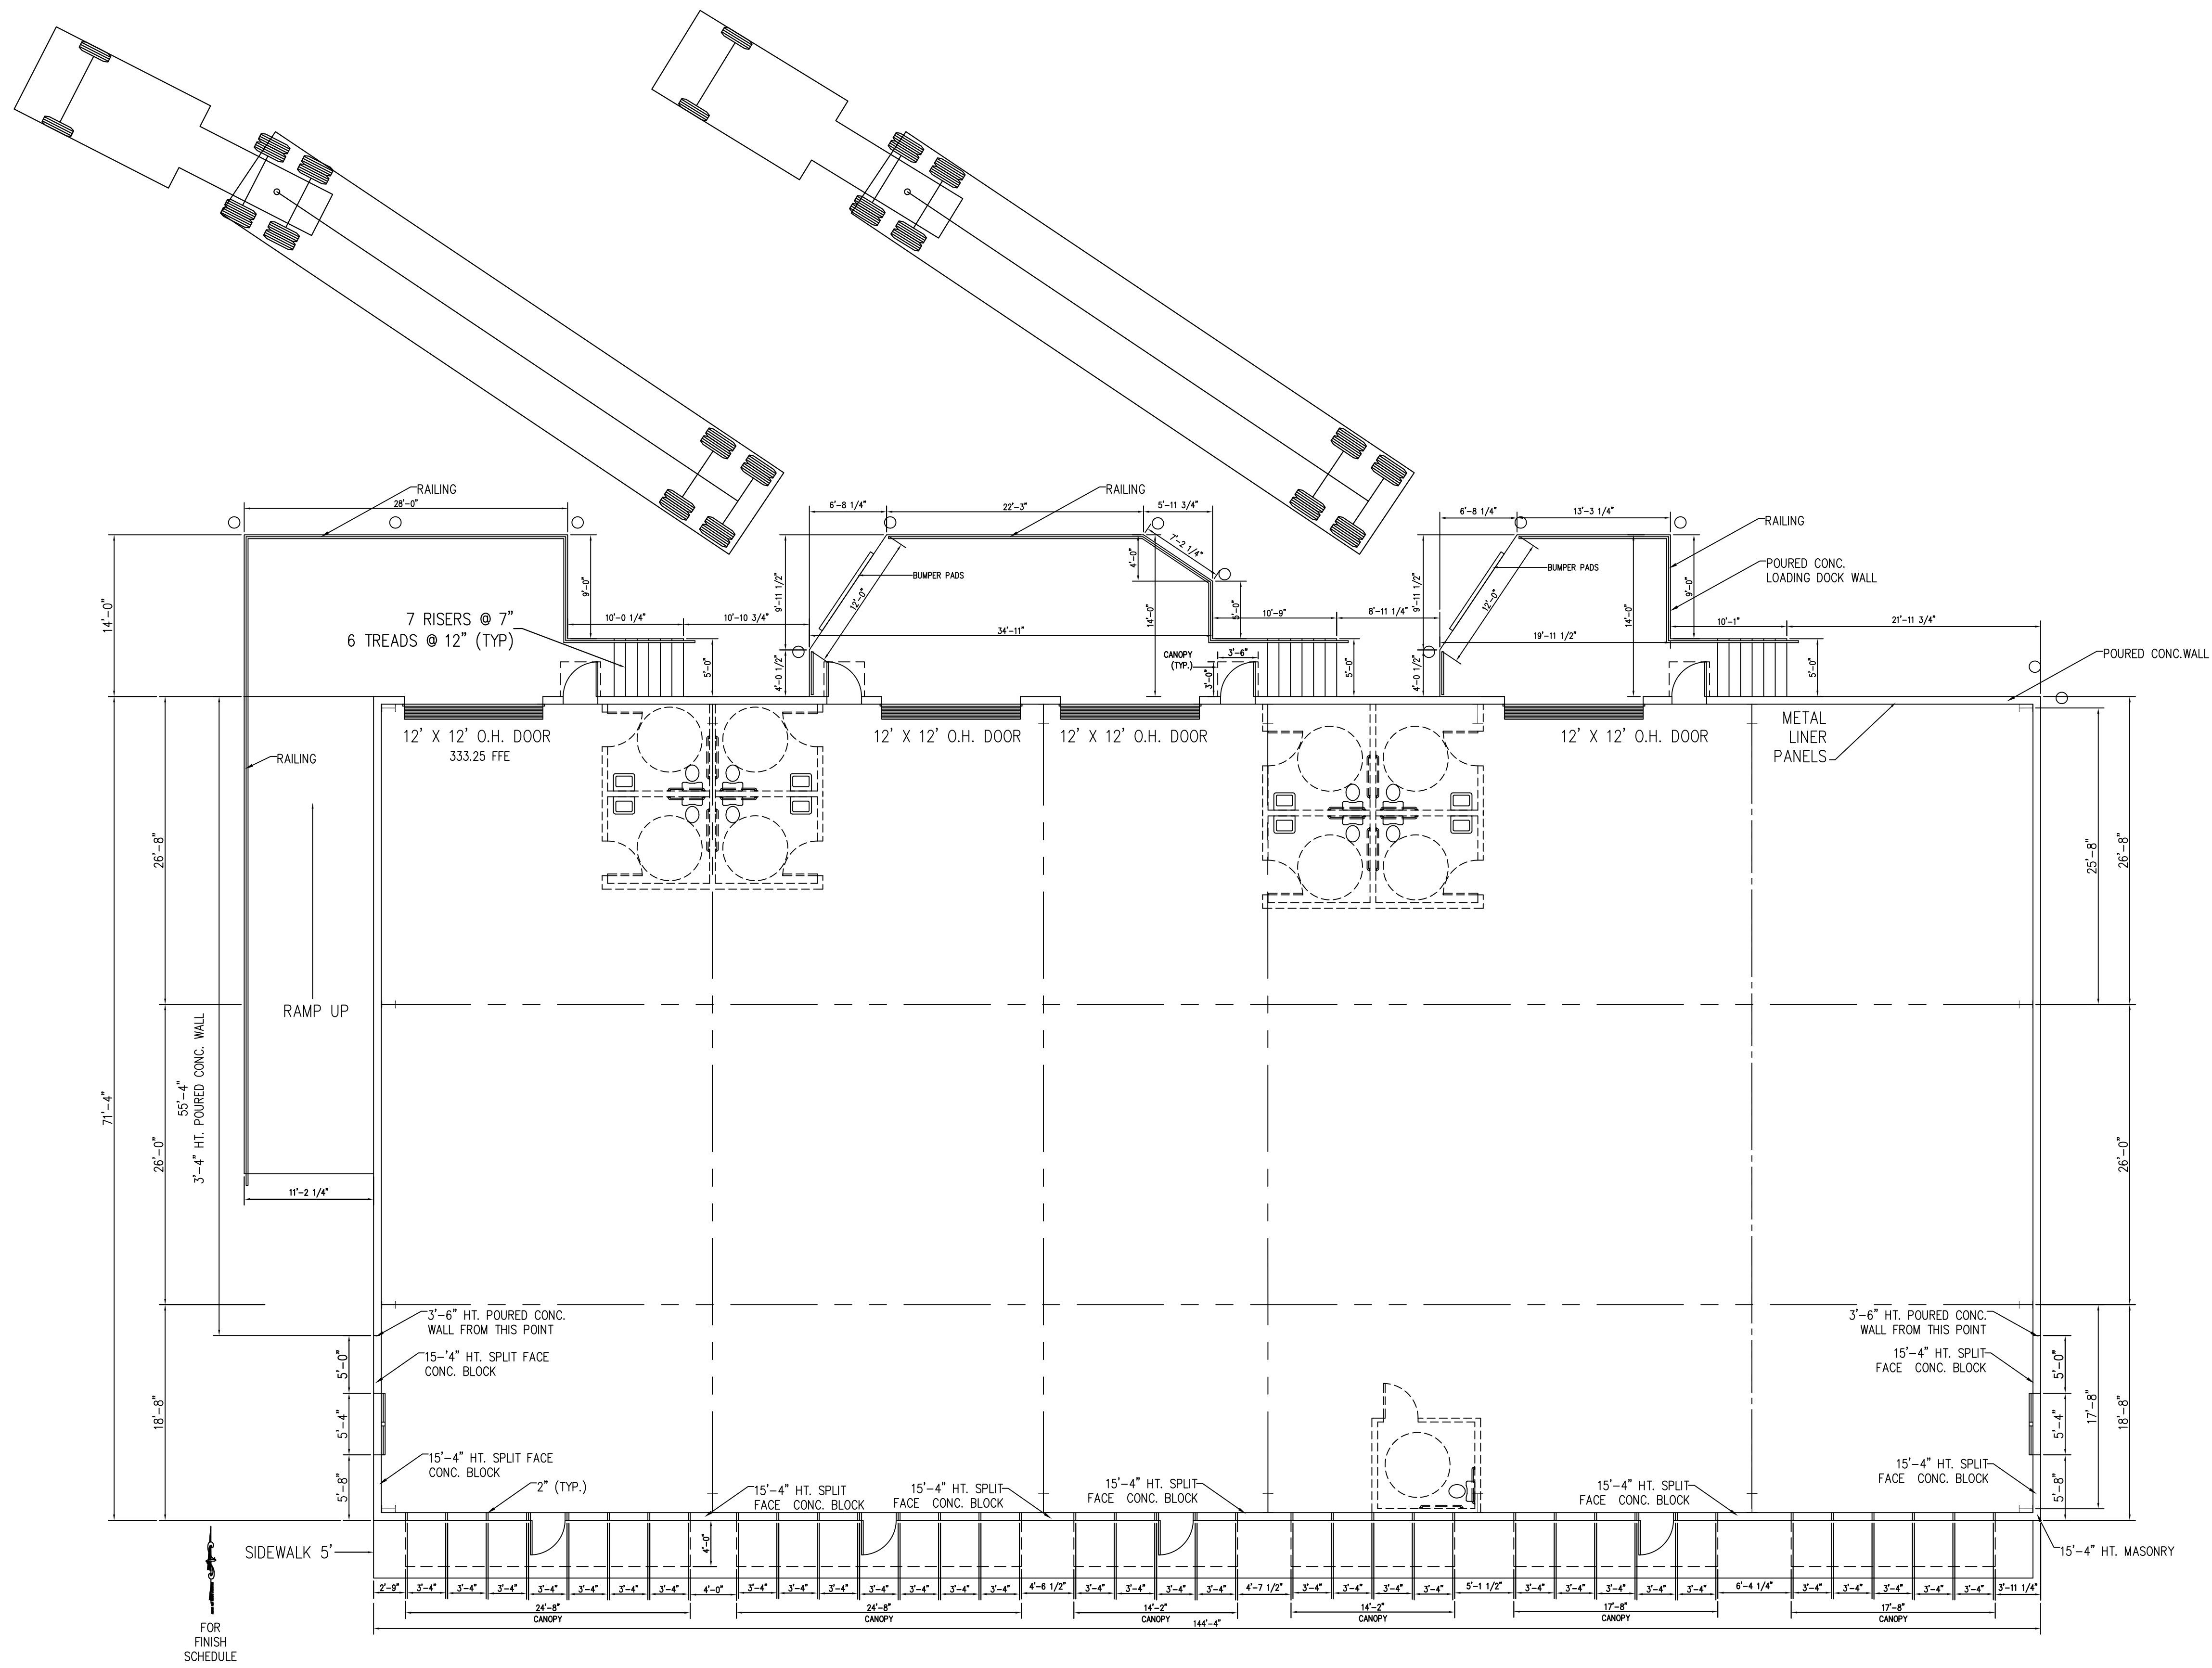 RAILING
28'-0"
6'-8 1/4"
22'-3"
RAILING
5'-11 3/4"
6'-8 1/4"
13'-3 1/4"
RAILING
7'-2 1/4"
4'-0"
BUMPER PADS
BUMPER PADS
POURED CONC.
LOADING DOCK WALL
14'-0"
9'-0"
9'-11 1/2"
12'-0"
14'-0"
5'-0"
9'-11 1/2"
12'-0"
14'-0"
9'-0"
7 RISERS @ 7"
6 TREADS @ 12" (TYP)
10'-0 1/4"
10'-10 3/4"
34'-11"
10'-9"
8'-11 1/4"
19'-11 1/2"
10'-1"
21'-11 3/4"
5'-0"
4'-0 1/2"
CANOPY
(TYP.)
3'-6"
3'-0"
5'-0"
4'-0 1/2"
5'-0"
POURED CONC.WALL
12' X 12' O.H. DOOR
333.25 FFE
12' X 12' O.H. DOOR
12' X 12' O.H. DOOR
12' X 12' O.H. DOOR
METAL
LINER
PANELS
RAILING
26'-8"
25'-8"
26'-8"
RAMP UP
71'-4"
26'-0"
55'-4"
3'-4" HT. POURED CONC. WALL
26'-0"
11'-2 1/4"
3'-6" HT. POURED CONC.
WALL FROM THIS POINT
3'-6" HT. POURED CONC.
WALL FROM THIS POINT
15-'4" HT. SPLIT FACE
CONC. BLOCK
15'-4" HT. SPLIT
FACE CONC. BLOCK
18'-8"
5'-0"
5'-4"
5'-8"
5'-0"
5'-4"
5'-8"
17'-8"
18'-8"
15'-4" HT. SPLIT FACE
CONC. BLOCK
2" (TYP.)
15'-4" HT. SPLIT
FACE CONC. BLOCK
15'-4" HT. SPLIT
FACE CONC. BLOCK
15'-4" HT. SPLIT
FACE CONC. BLOCK
15'-4" HT. SPLIT
FACE CONC. BLOCK
15'-4" HT. SPLIT
FACE CONC. BLOCK
4'-0"
SIDEWALK 5'
15'-4" HT. MASONRY
2'-9" 3'-4" 3'-4" 3'-4" 3'-4" 3'-4" 3'-4" 3'-4" 4'-0" 3'-4" 3'-4" 3'-4" 3'-4" 3'-4" 3'-4" 3'-4" 4'-6 1/2" 3'-4" 3'-4" 3'-4" 3'-4" 4'-7 1/2" 3'-4" 3'-4" 3'-4" 3'-4" 5'-1 1/2" 3'-4" 3'-4" 3'-4" 3'-4" 3'-4" 6'-4 1/4" 3'-4" 3'-4" 3'-4" 3'-4" 3'-4" 3'-11 1/4"
24'-8"
CANOPY
24'-8"
CANOPY
14'-2"
CANOPY
14'-2"
CANOPY
17'-8"
CANOPY
17'-8"
CANOPY
144'-4"
FOR
FINISH
SCHEDULE